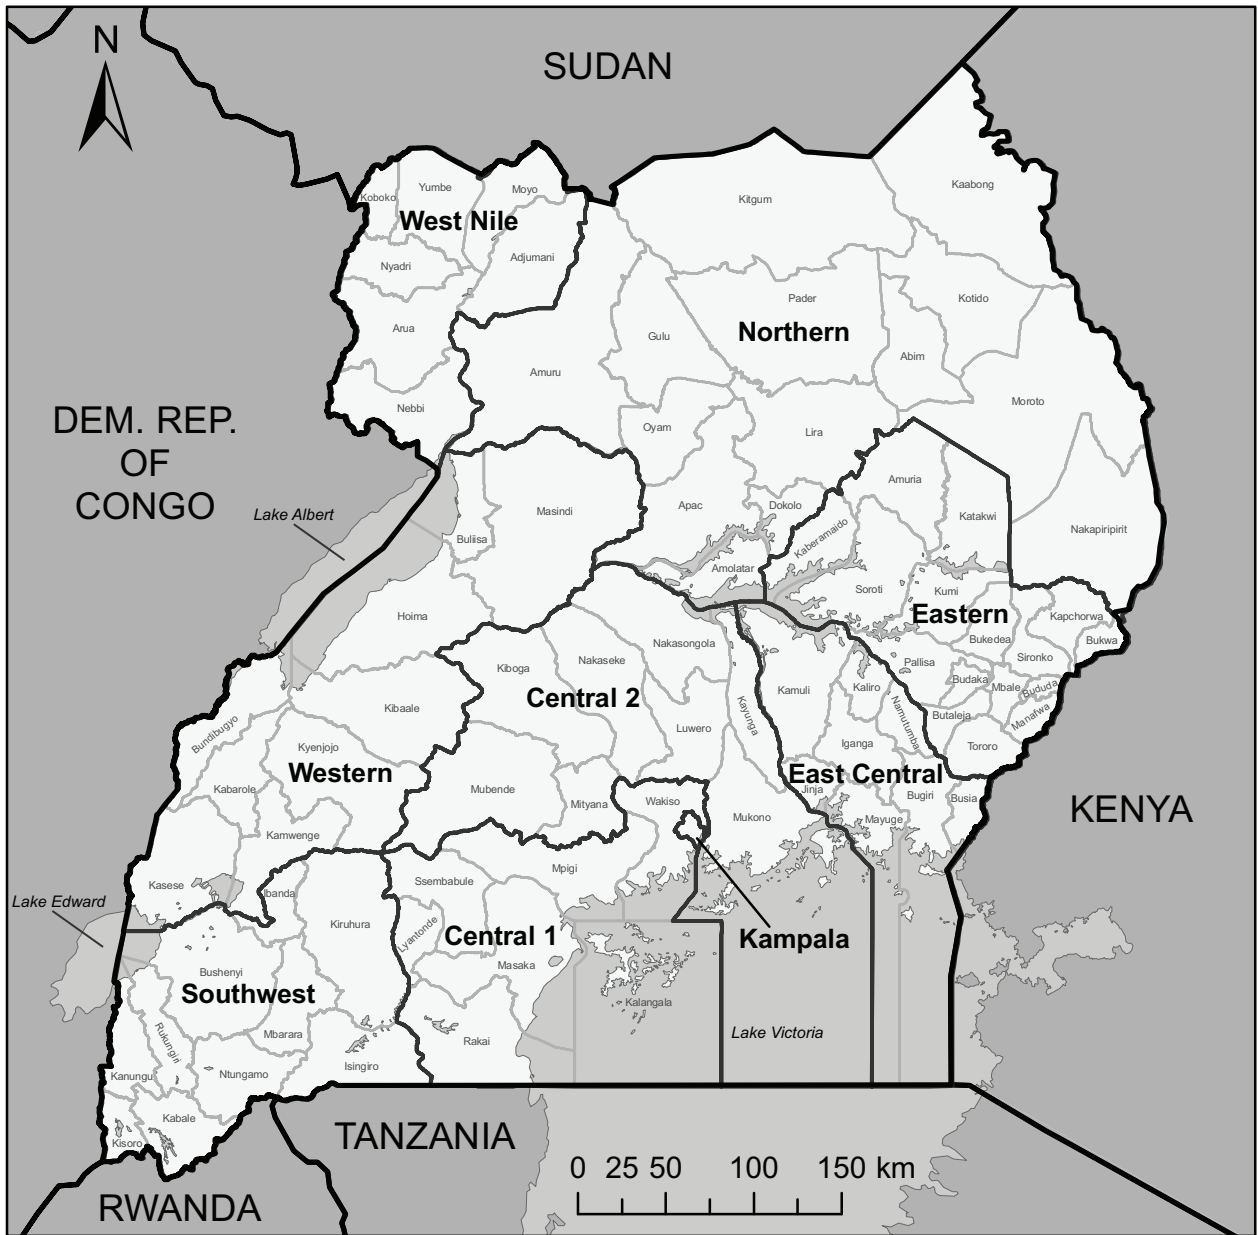 N
SUDAN
Kaabong
Yumbe
Moyo
Koboko
Kitgum
West Nile
Adjumani
Nyadri
Pader
Kotido
Arua
Northern
Gulu
Abim
Amuru
Moroto
Nebbi
DEM. REP.
OF
CONGO
Oyam
Lira
Amuria
Lake Albert
Masindi
Apac
Dokolo
Katakwi
Nakapiripirit
Buliisa
Kaberamaido
Amolatar
Soroti
Kumi
Hoima
Eastern
Kapchorwa
Nakasongola
Bukedea
Bukwa
Kiboga
Nakaseke
Pallisa
Sironko
Budaka
Mbale
Bududa
Kamuli
Kaliro
Central 2
Kibaale
Kayunga
Namutumba
Butaleja
Manafwa
Bundibugyo
Luwero
Kyenjojo
Iganga
Tororo
Western
East Central
Kabarole
Mubende
Jinja
Bugiri
Busia
Mityana
Wakiso
KENYA
Mukono
Mayuge
Kamwenge
Mpigi
Ssembabule
Kasese
Ibanda
Lake Edward
Kiruhura
Lyantonde
Central 1
Kampala
Masaka
Bushenyi
Southwest
Kalangala
Lake Victoria
Mbarara
Rukungiri
Rakai
Isingiro
Kanungu
Ntungamo
Kabale
Kisoro
TANZANIA
0 25 50 100 150 km
RWANDA